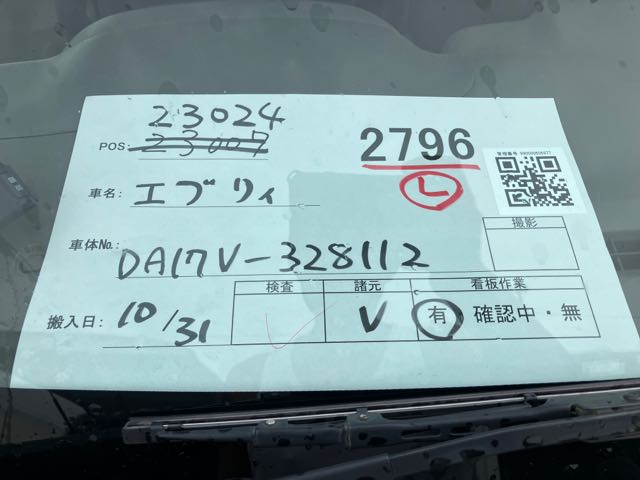 23024
POS: 23007
2796
L
車名: エブリィ
車体No.: DA17V-328112
撮影
搬入日: 10/31
検査 諸元 看板作業
V 有・確認中・無